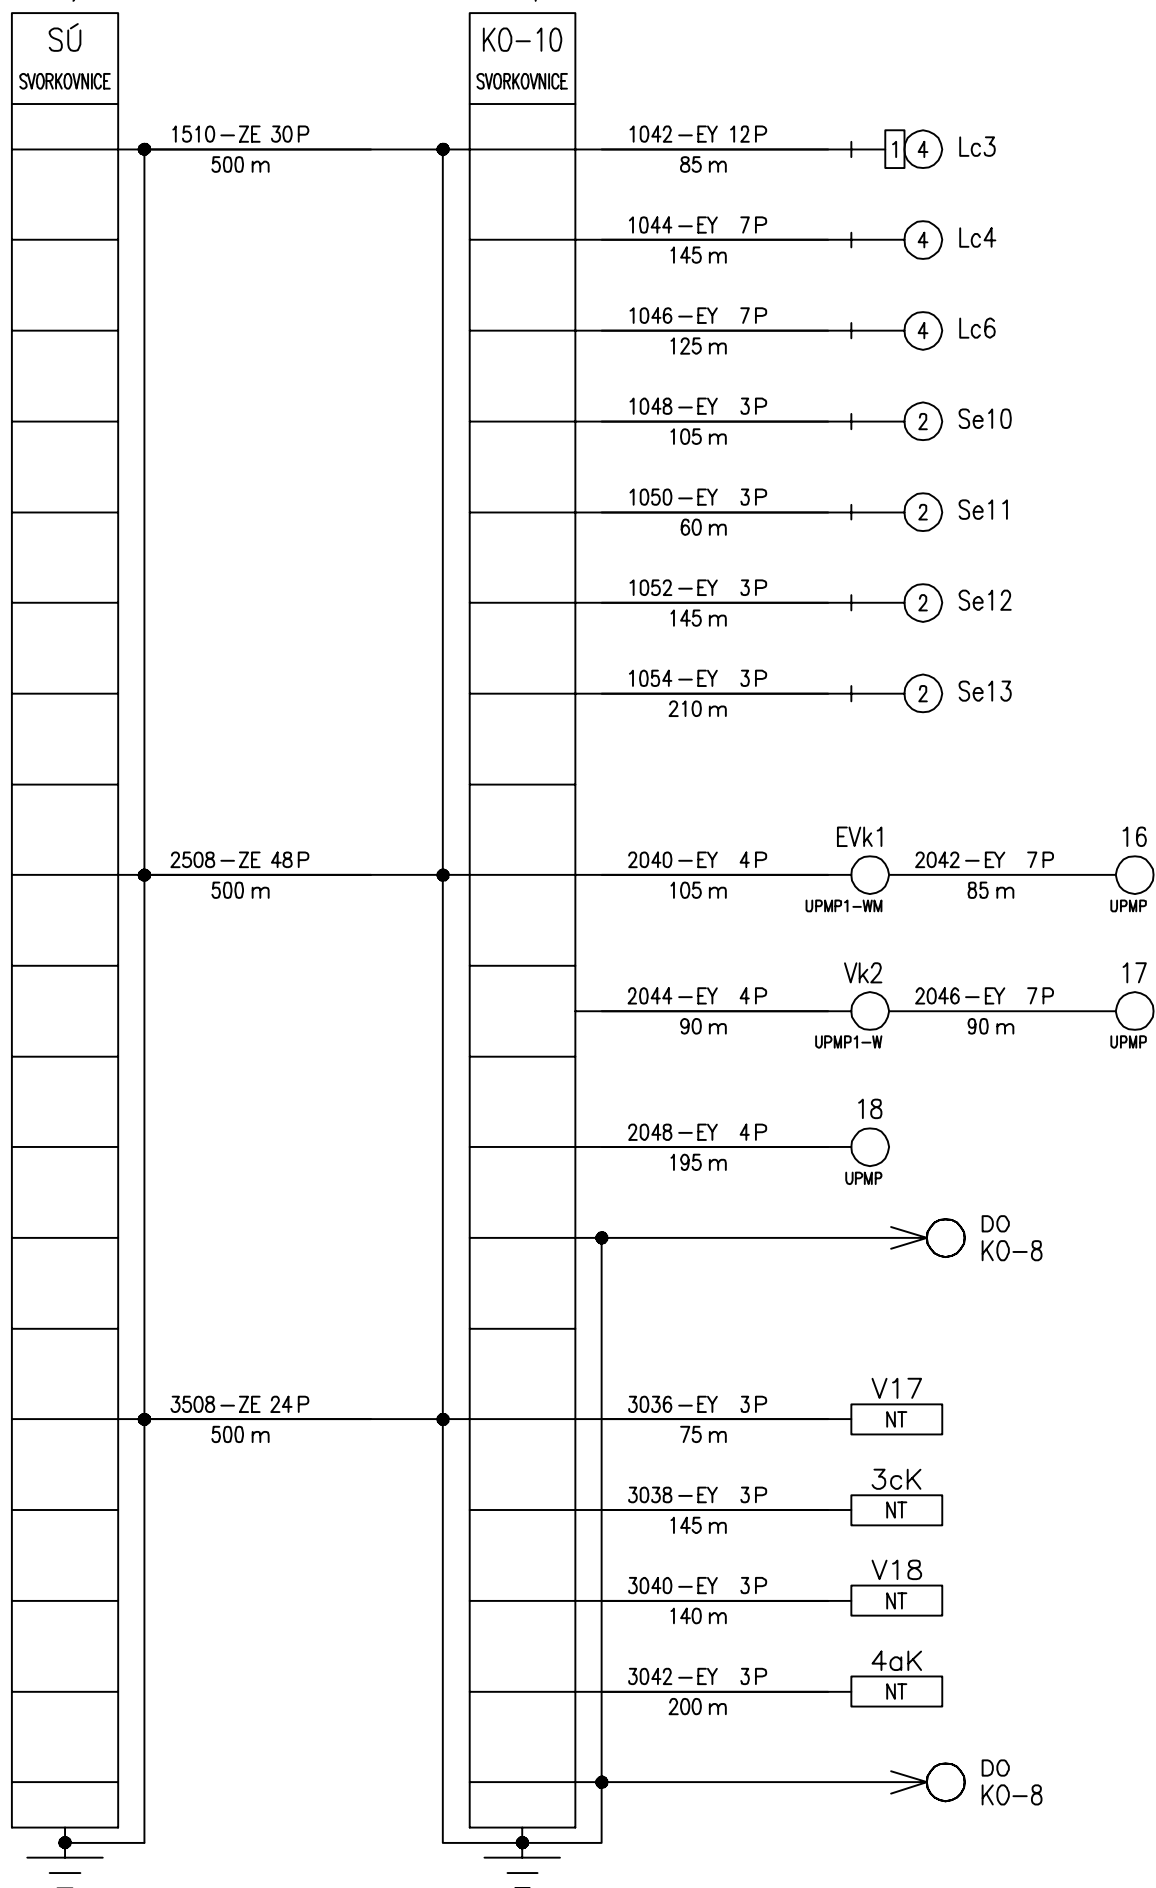 SÚ
SVORKOVNICE
KO-10
SVORKOVNICE
1510-ZE 30P
500 m
1042-EY 12P
85 m
1 4 Lc3
1044-EY 7P
145 m
4 Lc4
1046-EY 7P
125 m
4 Lc6
1048-EY 3P
105 m
2 Se10
1050-EY 3P
60 m
2 Se11
1052-EY 3P
145 m
2 Se12
1054-EY 3P
210 m
2 Se13
2508-ZE 48P
500 m
2040-EY 4P
105 m
EVk1
UPMP1-WM
2042-EY 7P
85 m
16
UPMP
2044-EY 4P
90 m
Vk2
UPMP1-W
2046-EY 7P
90 m
17
UPMP
2048-EY 4P
195 m
18
UPMP
DO
KO-8
3508-ZE 24P
500 m
3036-EY 3P
75 m
V17
NT
3038-EY 3P
145 m
3cK
NT
3040-EY 3P
140 m
V18
NT
3042-EY 3P
200 m
4aK
NT
DO
KO-8